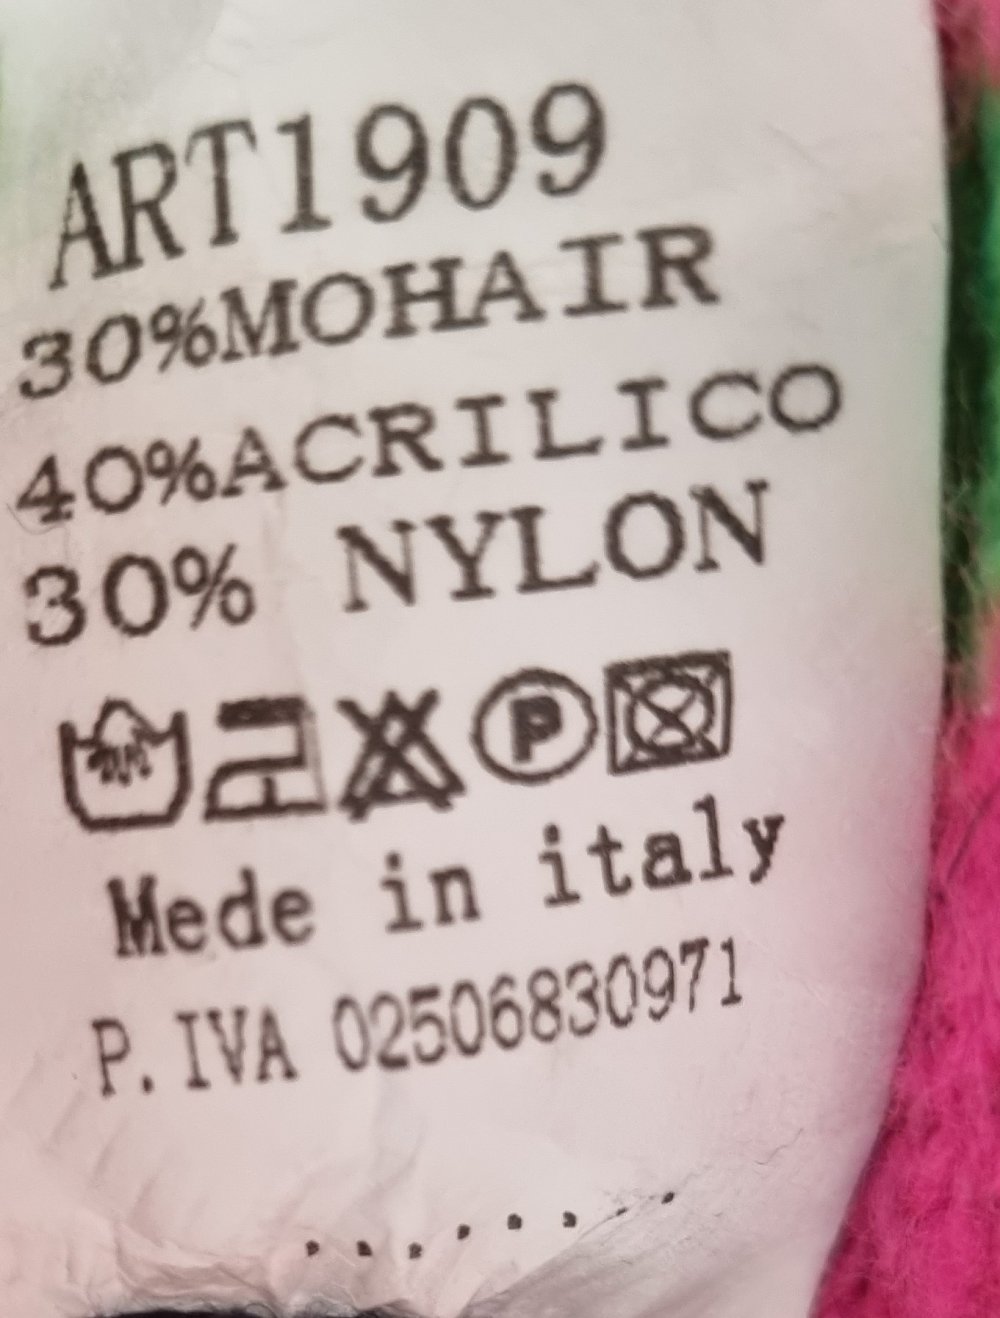 ART1909
30%MOHAIR
40%ACRILICO
30% NYLON
P
Mede in italy
P.IVA 02506830971